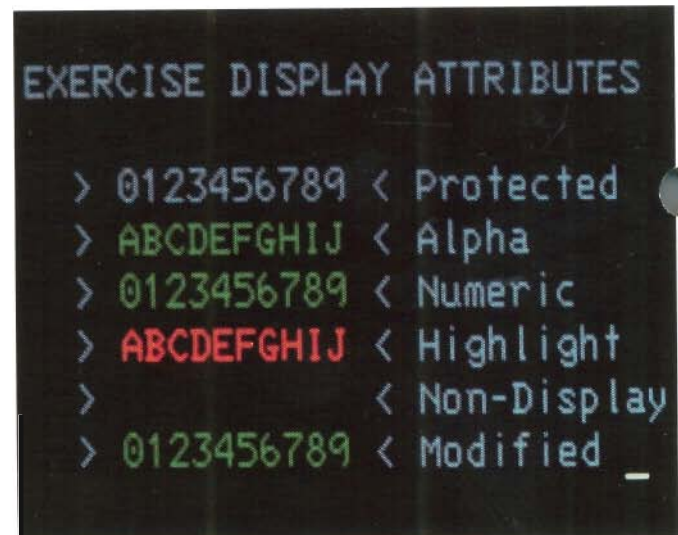 EXERCISE DISPLAY ATTRIBUTES
> 0123456789 < Protected
> ABCDEFGHIJ < Alpha
> 0123456789 < Numeric
> ABCDEFGHIJ < Highlight
> < Non-Display
> 0123456789 < Modified _